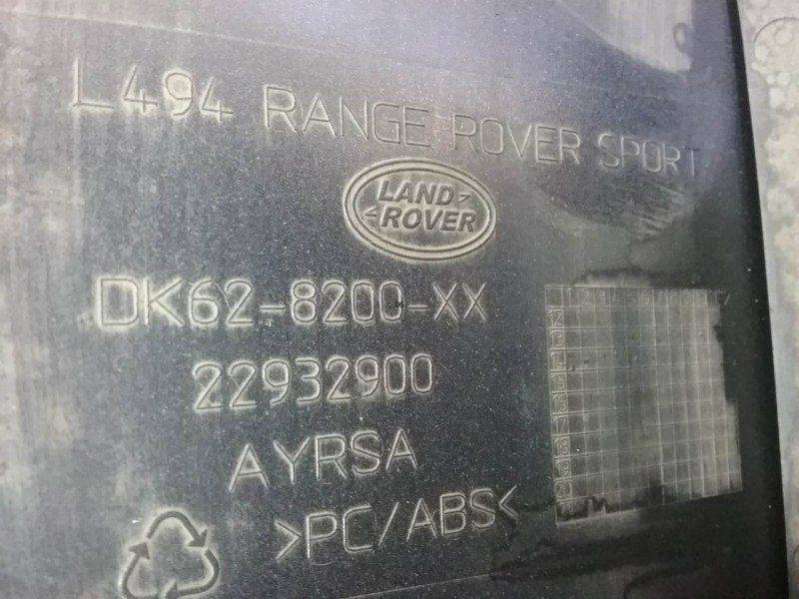 L494 RANGE ROVER SPORT
LAND
ROVER
DK62-8200-XX
22932900
AYRSA
>PC/ABS<